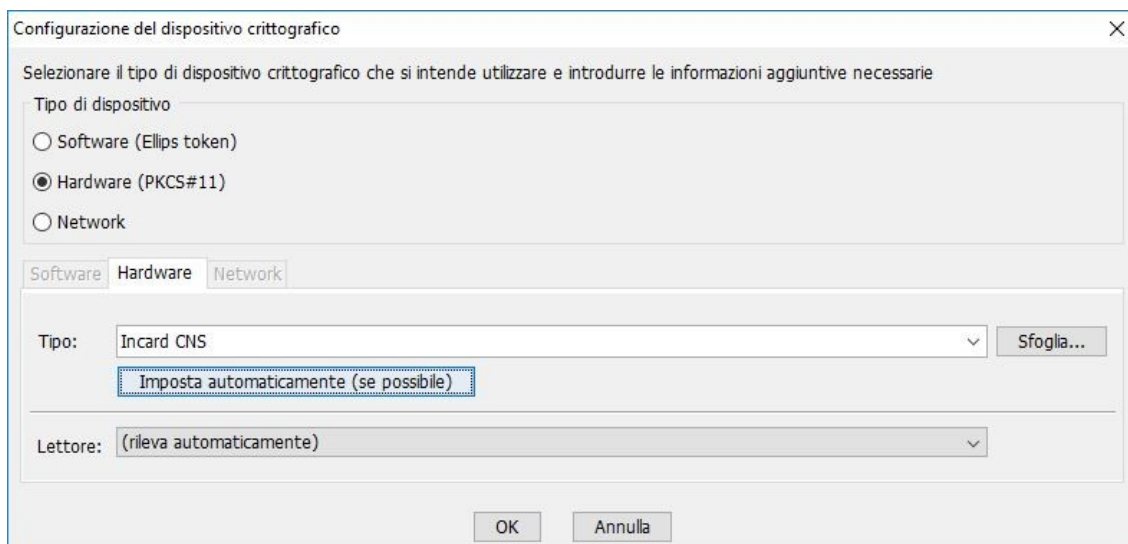 Configurazione del dispositivo crittografico
Selezionare il tipo di dispositivo crittografico che si intende utilizzare e introdurre le informazioni aggiuntive necessarie
Tipo di dispositivo
Software (Ellips token)
Hardware (PKCS#11)
Network
Software Hardware Network
Tipo: Incard CNS Sfoglia...
Imposta automaticamente (se possibile)
Lettore: (rileva automaticamente)
OK Annulla